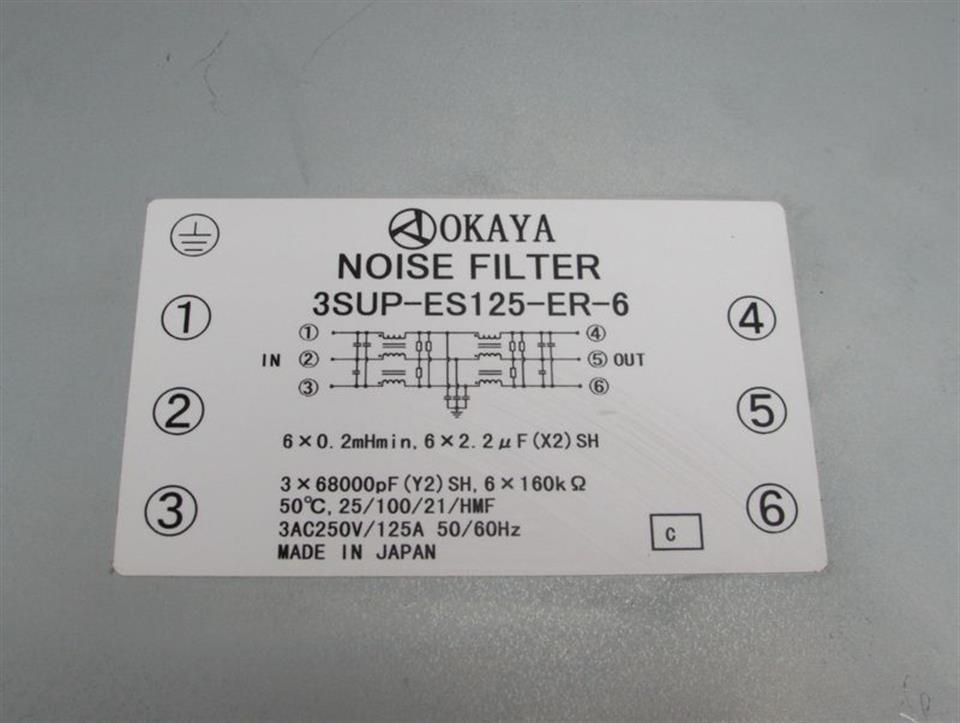 OKAYA
NOISE FILTER
3SUP-ES125-ER-6
① ④
IN ② ⑤ OUT
③ ⑥
① ④
② ⑤
③ ⑥
6×0.2mHmin, 6×2.2μF(X2)SH
3×68000pF(Y2)SH, 6×160kΩ
50℃, 25/100/21/HMF
3AC250V/125A 50/60Hz
MADE IN JAPAN
C